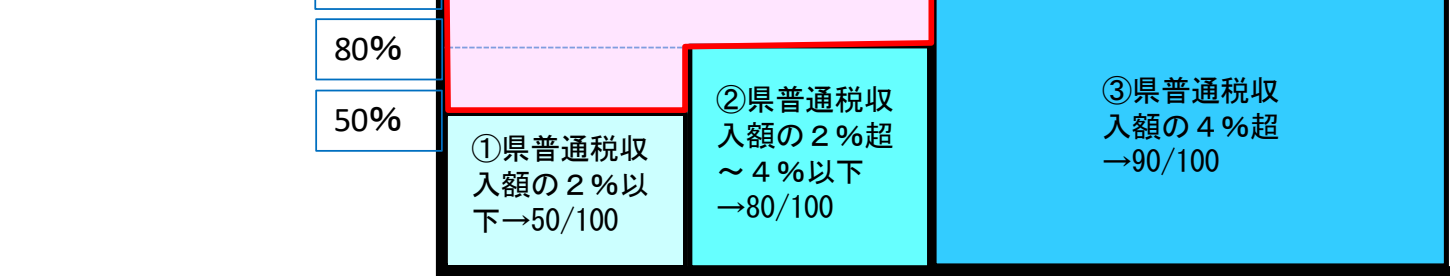 80%
50%
①県普通税収
入額の２%以
下→50/100
②県普通税収
入額の２%超
～４%以下
→80/100
③県普通税収
入額の４%超
→90/100